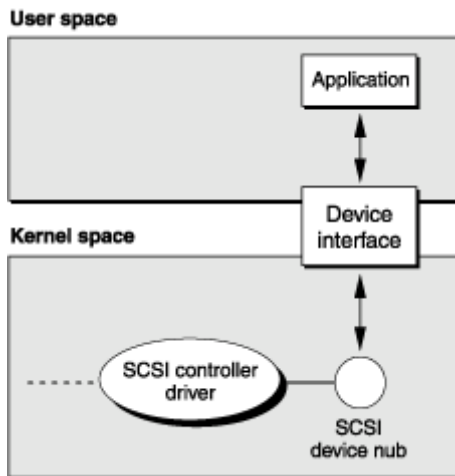 User space
Application
Device
interface
Kernel space
SCSI controller
driver
SCSI
device nub